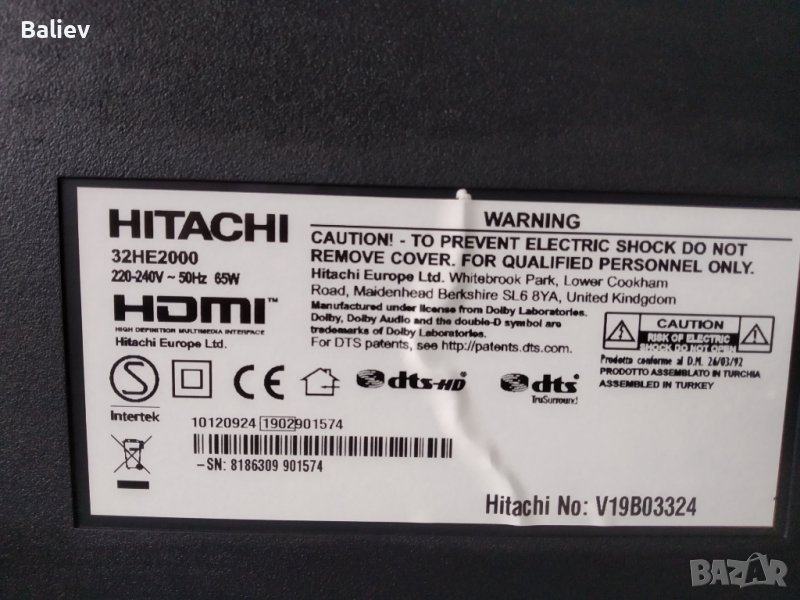 Baliev
HITACHI
32HE2000
220-240V ~ 50Hz 65W
HDMI™
HIGH DEFINITION MULTIMEDIA INTERFACE
Hitachi Europe Ltd.
WARNING
CAUTION! - TO PREVENT ELECTRIC SHOCK DO NOT
REMOVE COVER. FOR QUALIFIED PERSONNEL ONLY.
Hitachi Europe Ltd. Whitebrook Park, Lower Cookham
Road, Maidenhead Berkshire SL6 8YA, United Kindgdom
Manufactured under license from Dolby Laboratories.
Dolby, Dolby Audio and the double-D symbol are
trademarks of Dolby Laboratories.
For DTS patents, see http://patents.dts.com.
CAUTION
RISK OF ELECTRIC
SHOCK DO NOT OPEN
Prodotto conforme al D.M. 26/03/92
PRODOTTO ASSEMBLATO IN TURCHIA
ASSEMBLED IN TURKEY
S
Intertek
CE
dts-HD®
dts®
TruSurround
10120924 1902901574
-SN: 8186309 901574
Hitachi No: V19B03324
BAZAR